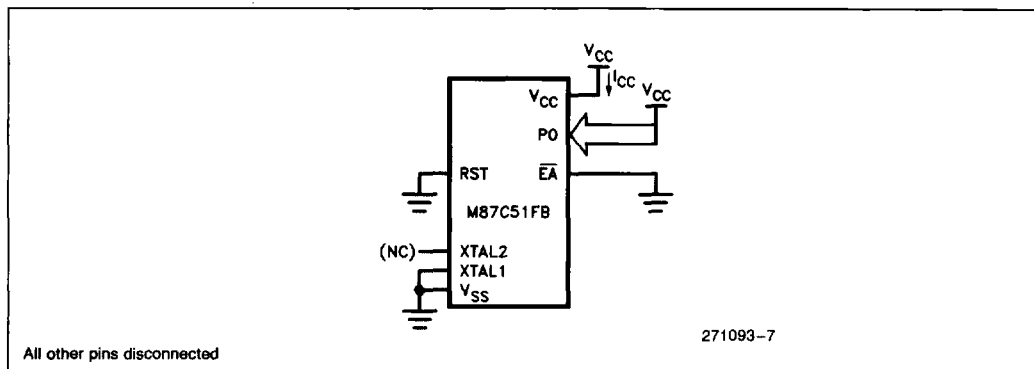 VCC
ICC
VCC
VCC
P0
RST
EA
M87C51FB
(NC)
XTAL2
XTAL1
VSS
271093-7
All other pins disconnected